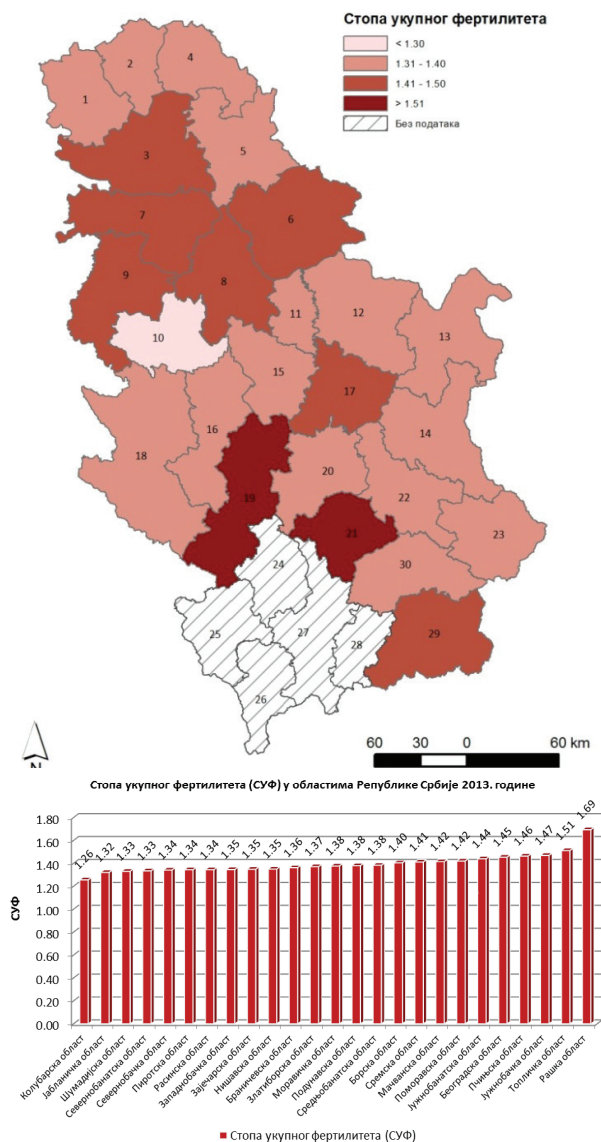 Стопа укупног фертилитета
< 1.30
1.31 - 1.40
1.41 - 1.50
> 1.51
Без података
1
2
4
3
5
7
6
9
8
10
11
12
13
15
17
16
14
18
20
19
22
21
23
24
30
25
27
28
29
26
N
60 30 0 60 km
Стопа укупног фертилитета (СУФ) у областима Републике Србије 2013. године
СУФ
1.80
1.60
1.40
1.20
1.00
0.80
0.60
0.40
0.20
0.00
1.26 1.32 1.33 1.33 1.34 1.34 1.34 1.35 1.35 1.35 1.36 1.37 1.38 1.38 1.38 1.40 1.41 1.42 1.42 1.44 1.45 1.46 1.47 1.51 1.69
Колубарска област
Јабланичка област
Шумадијска област
Севернобанатска област
Севернобачка област
Пиротска област
Расинска област
Западнобачка област
Зајечарска област
Нишавска област
Браничевска област
Златиборска област
Моравичка област
Подунавска област
Средњобанатска област
Борска област
Сремска област
Мачванска област
Поморавска област
Јужнобанатска област
Београдска област
Пчињска област
Јужнобачка област
Топличка област
Рашка област
Стопа укупног фертилитета (СУФ)